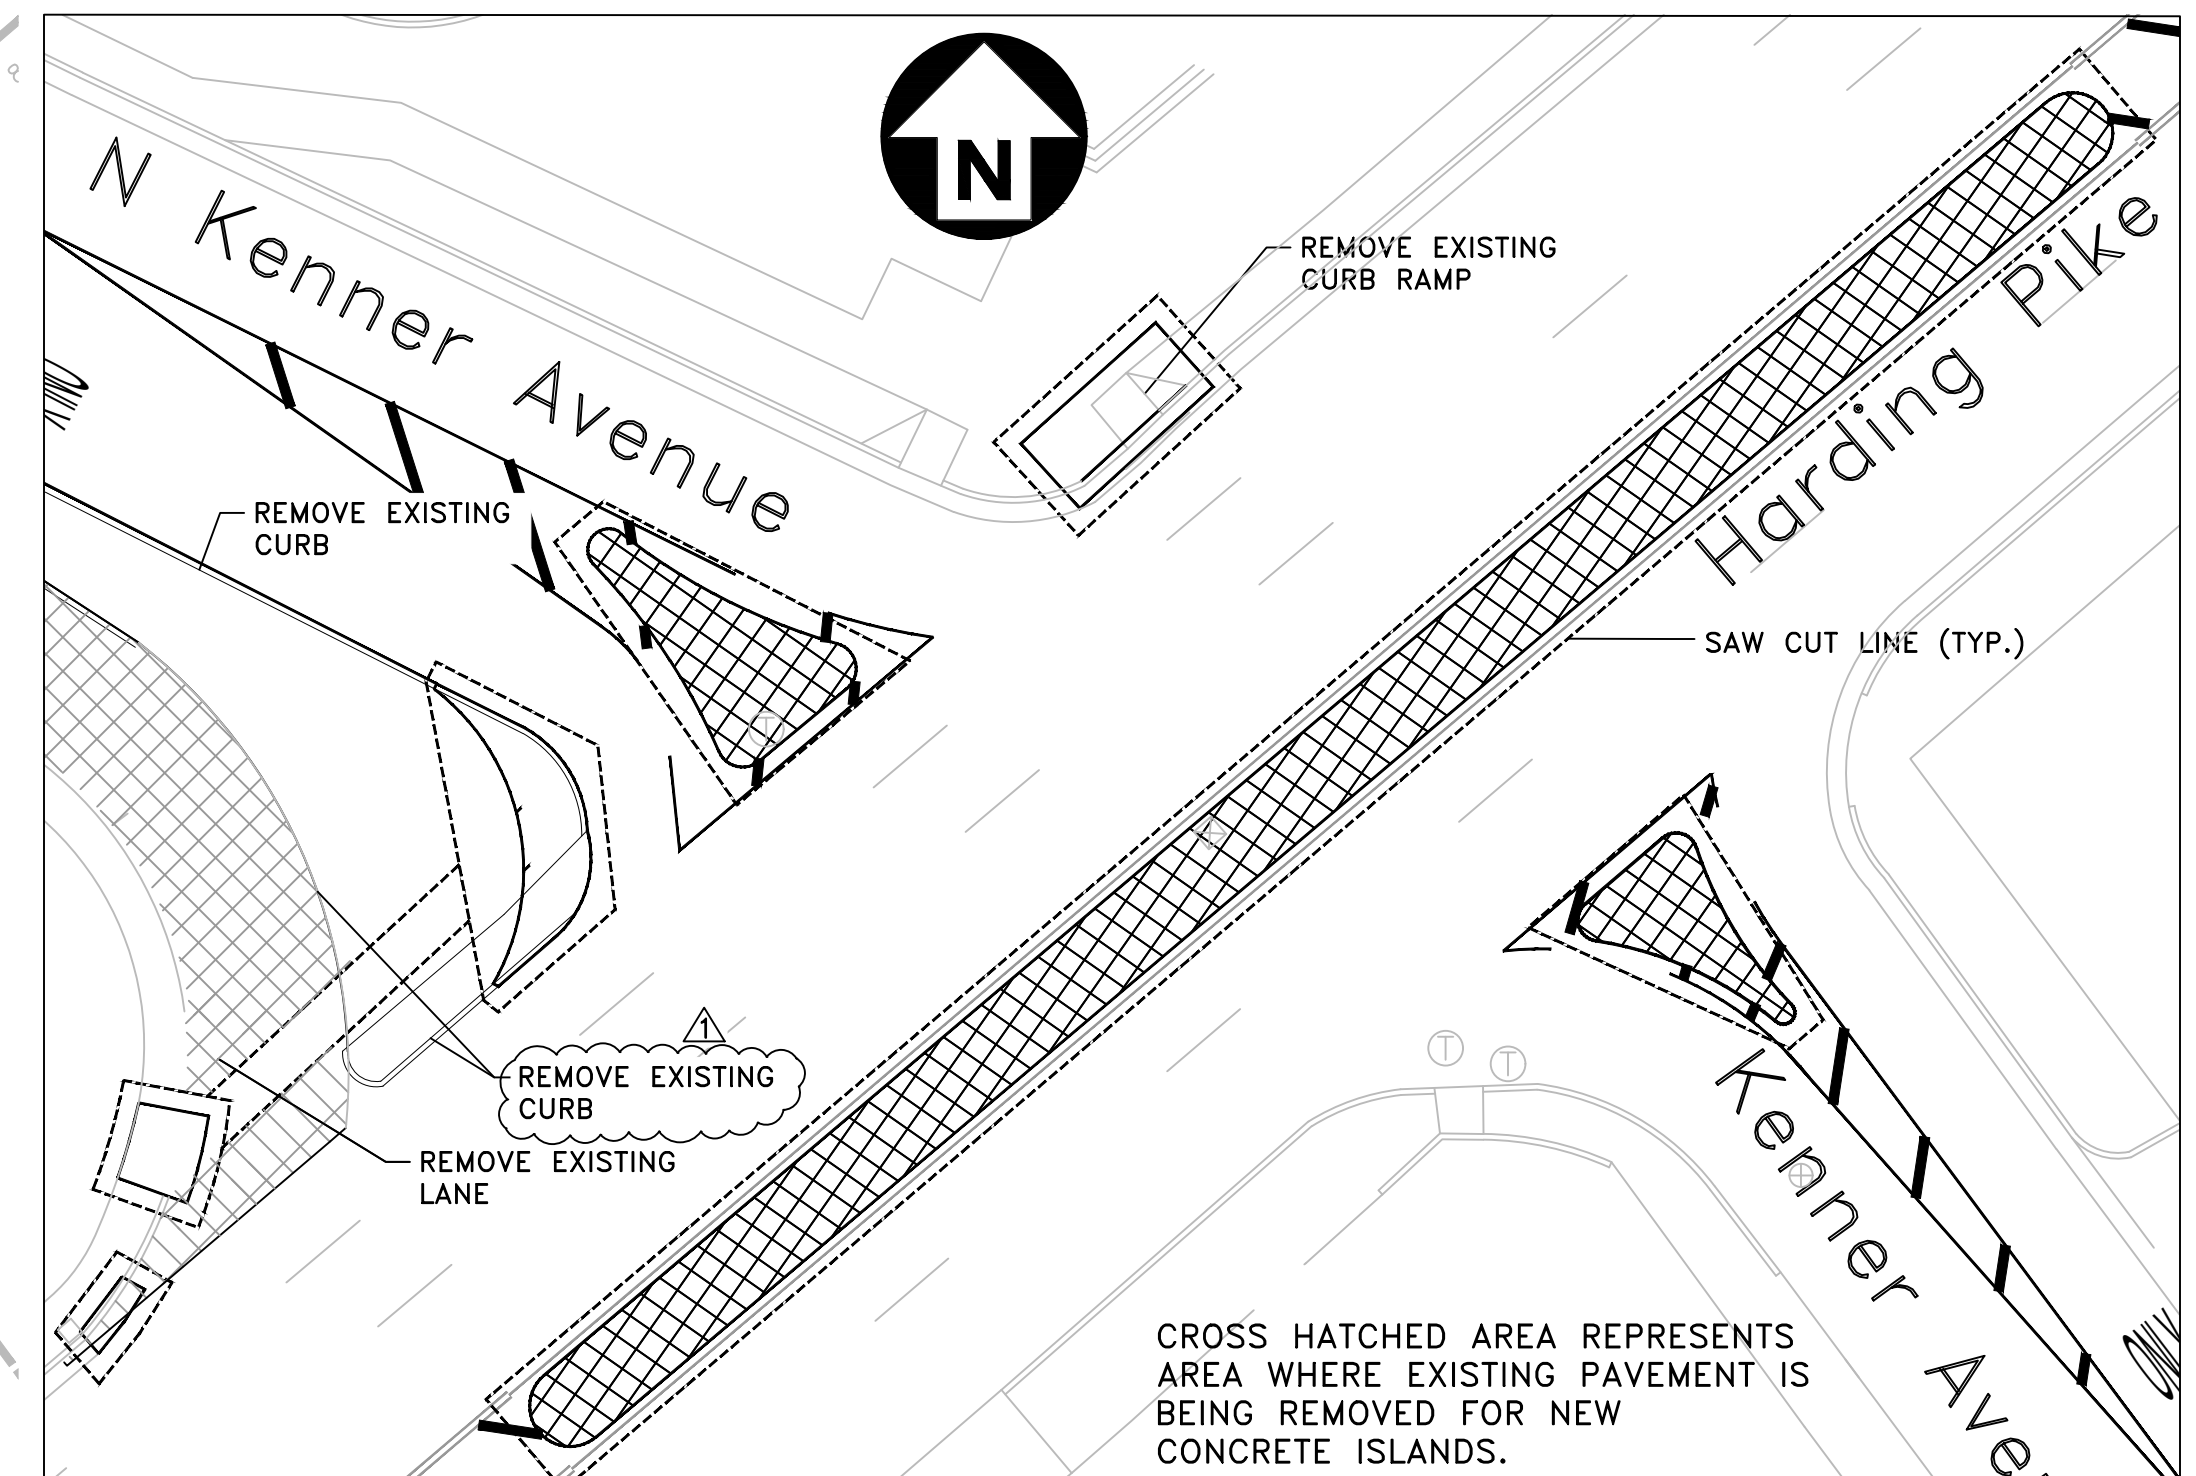 N
N Kenner Avenue
REMOVE EXISTING
CURB RAMP
Harding Pike
REMOVE EXISTING
CURB
SAW CUT LINE (TYP.)
T
1
REMOVE EXISTING
CURB
T T
REMOVE EXISTING
LANE
Kenner Ave
CROSS HATCHED AREA REPRESENTS
AREA WHERE EXISTING PAVEMENT IS
BEING REMOVED FOR NEW
CONCRETE ISLANDS.